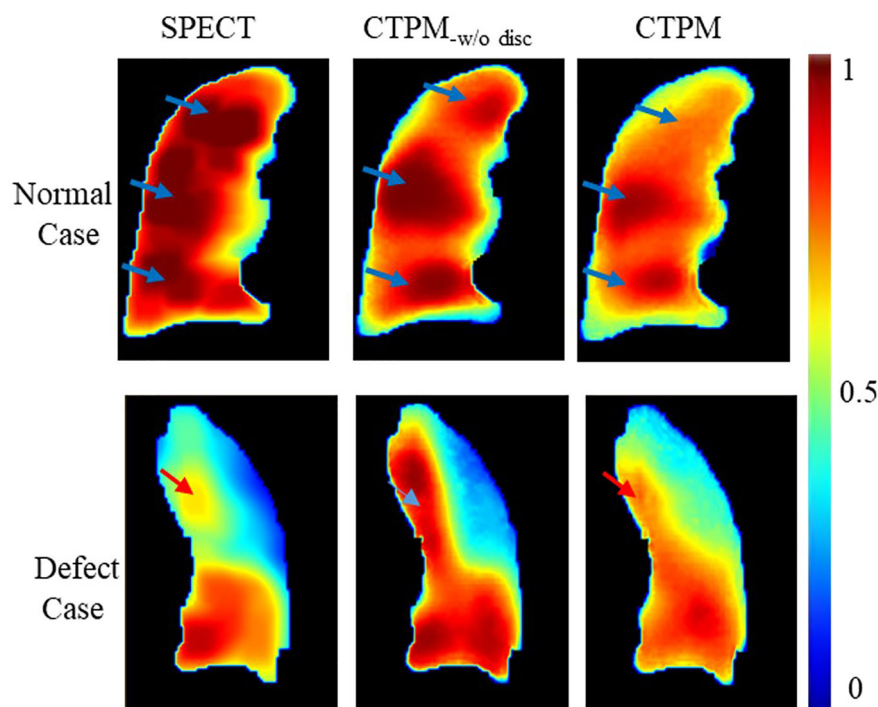 SPECT CTPM-w/o disc CTPM
1
Normal
Case
0.5
Defect
Case
0